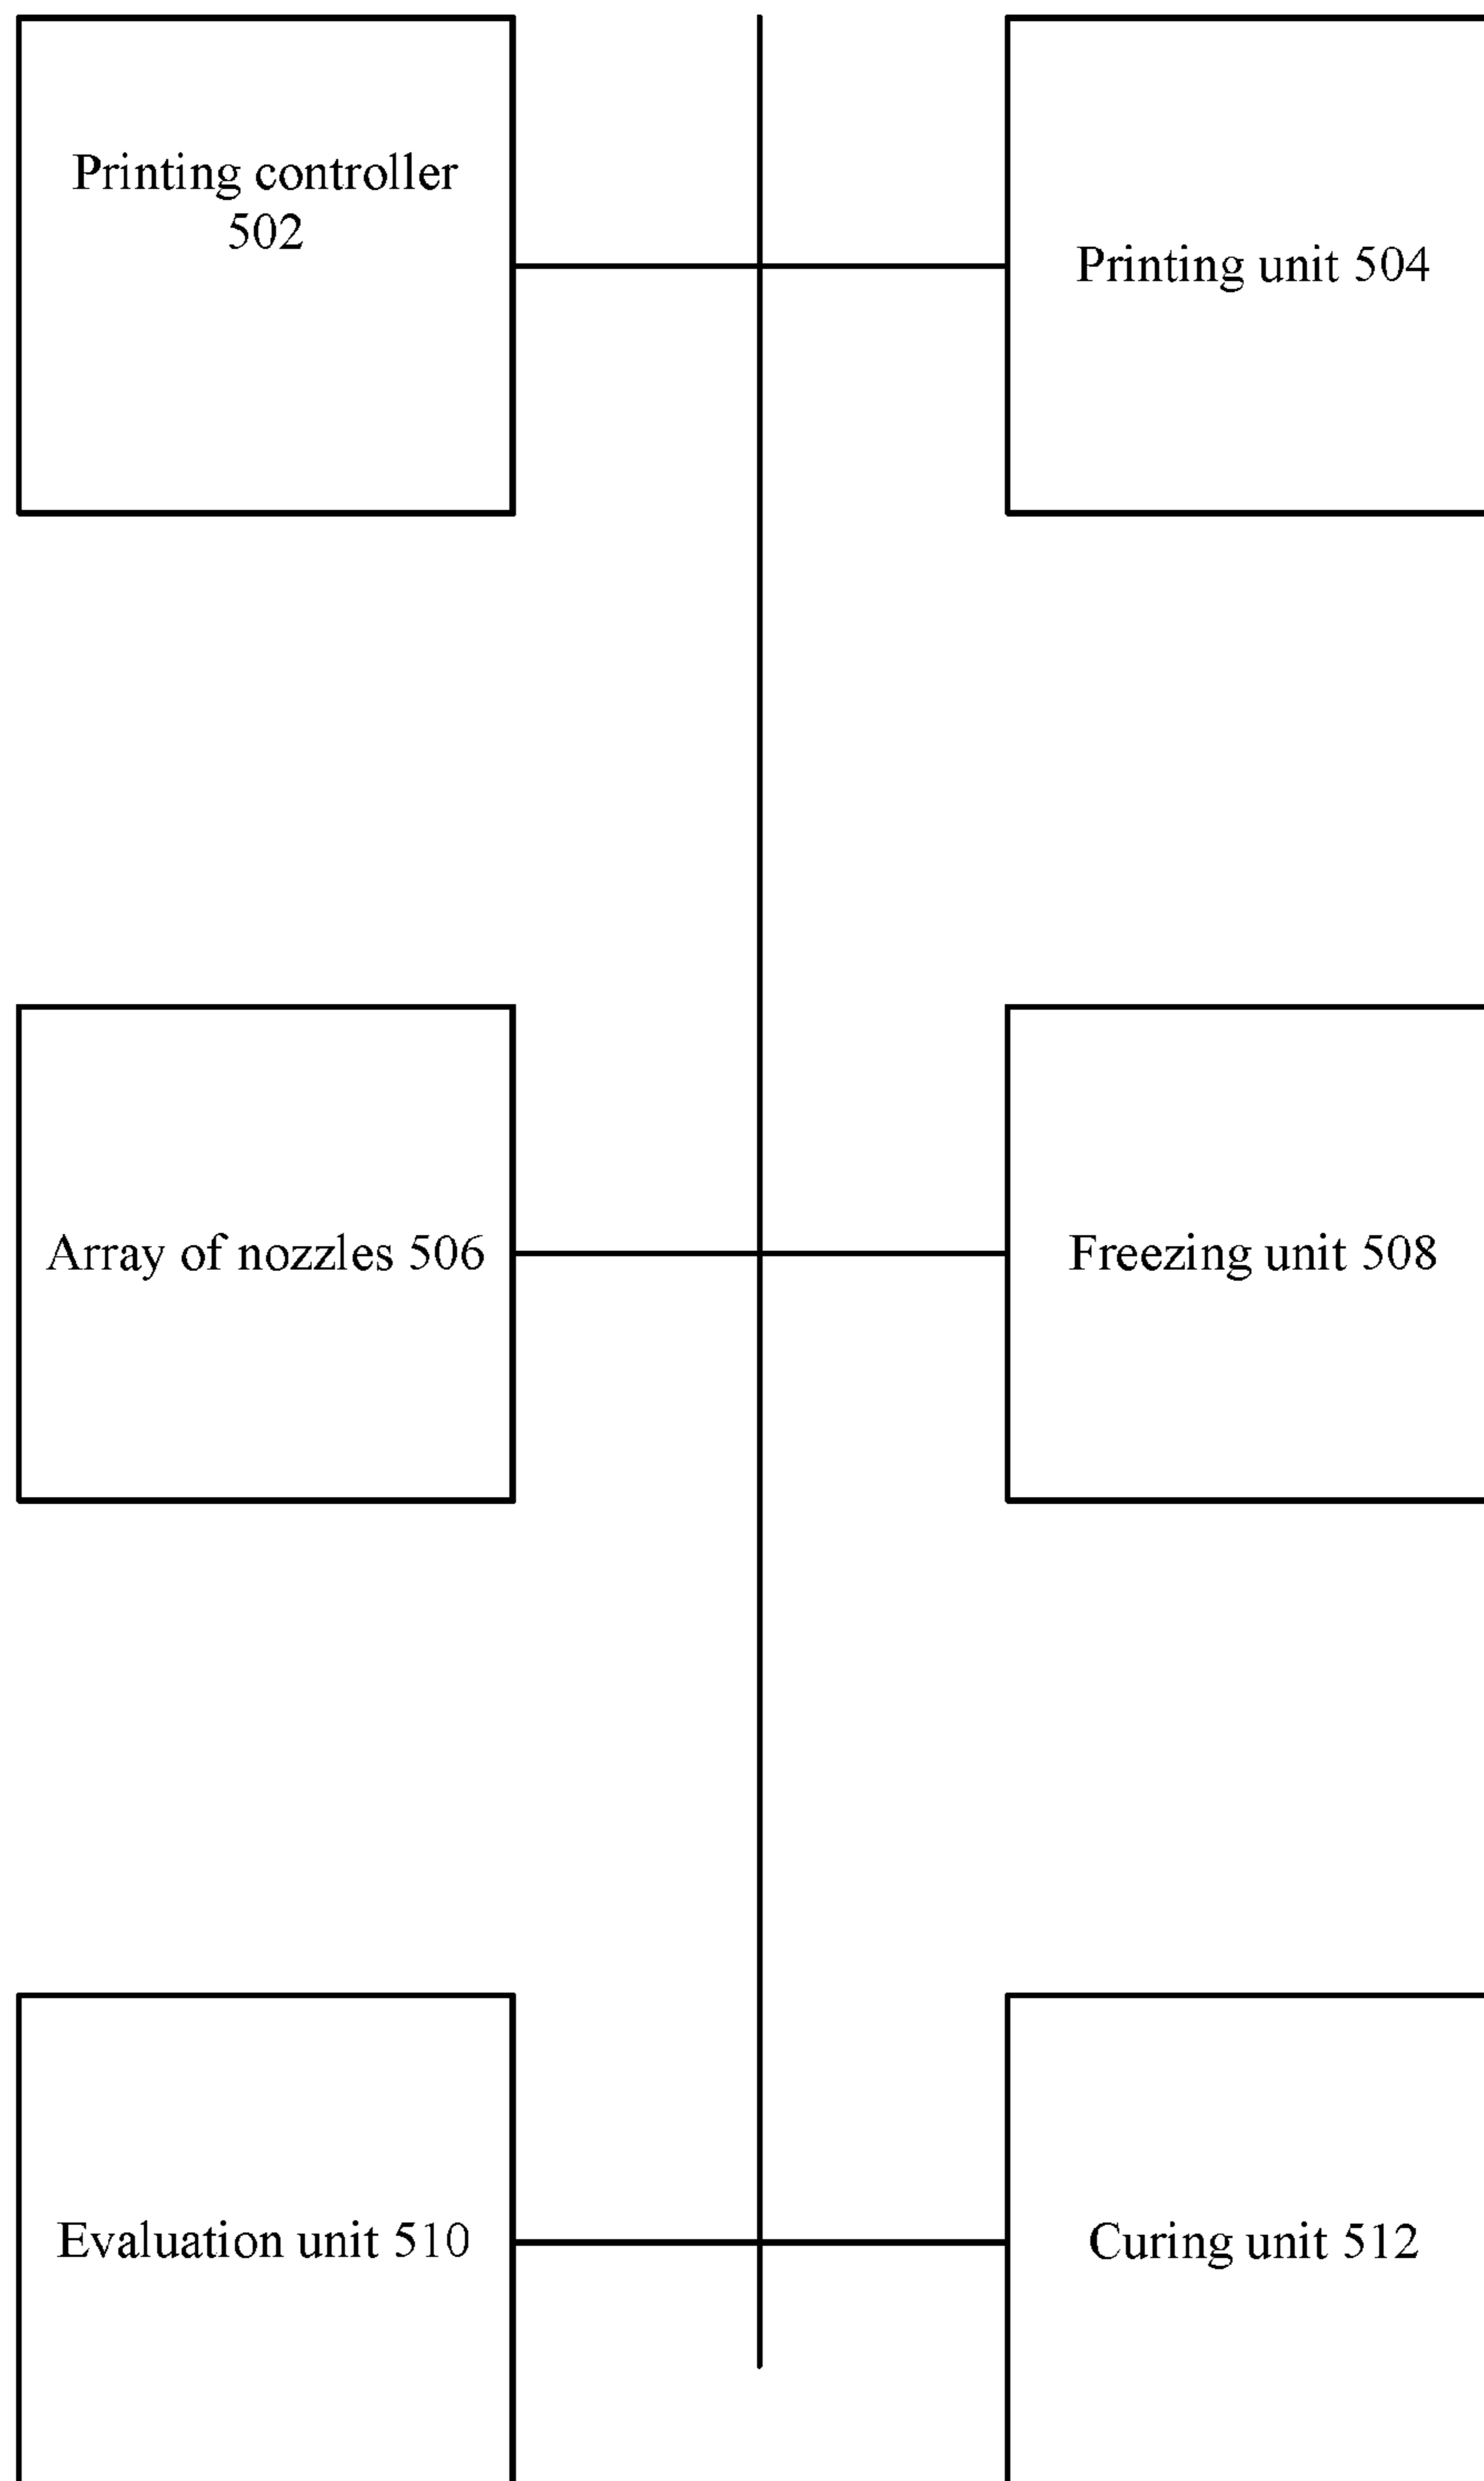 Printing controller
502
Printing unit 504
Array of nozzles 506
Freezing unit 508
Evaluation unit 510
Curing unit 512